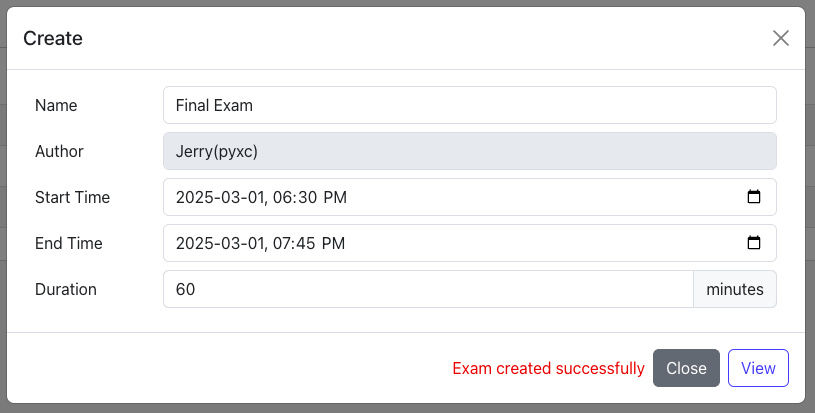 Create
Name Final Exam
Author Jerry(pyxc)
Start Time 2025-03-01, 06:30 PM
End Time 2025-03-01, 07:45 PM
Duration 60 minutes
Exam created successfully Close View